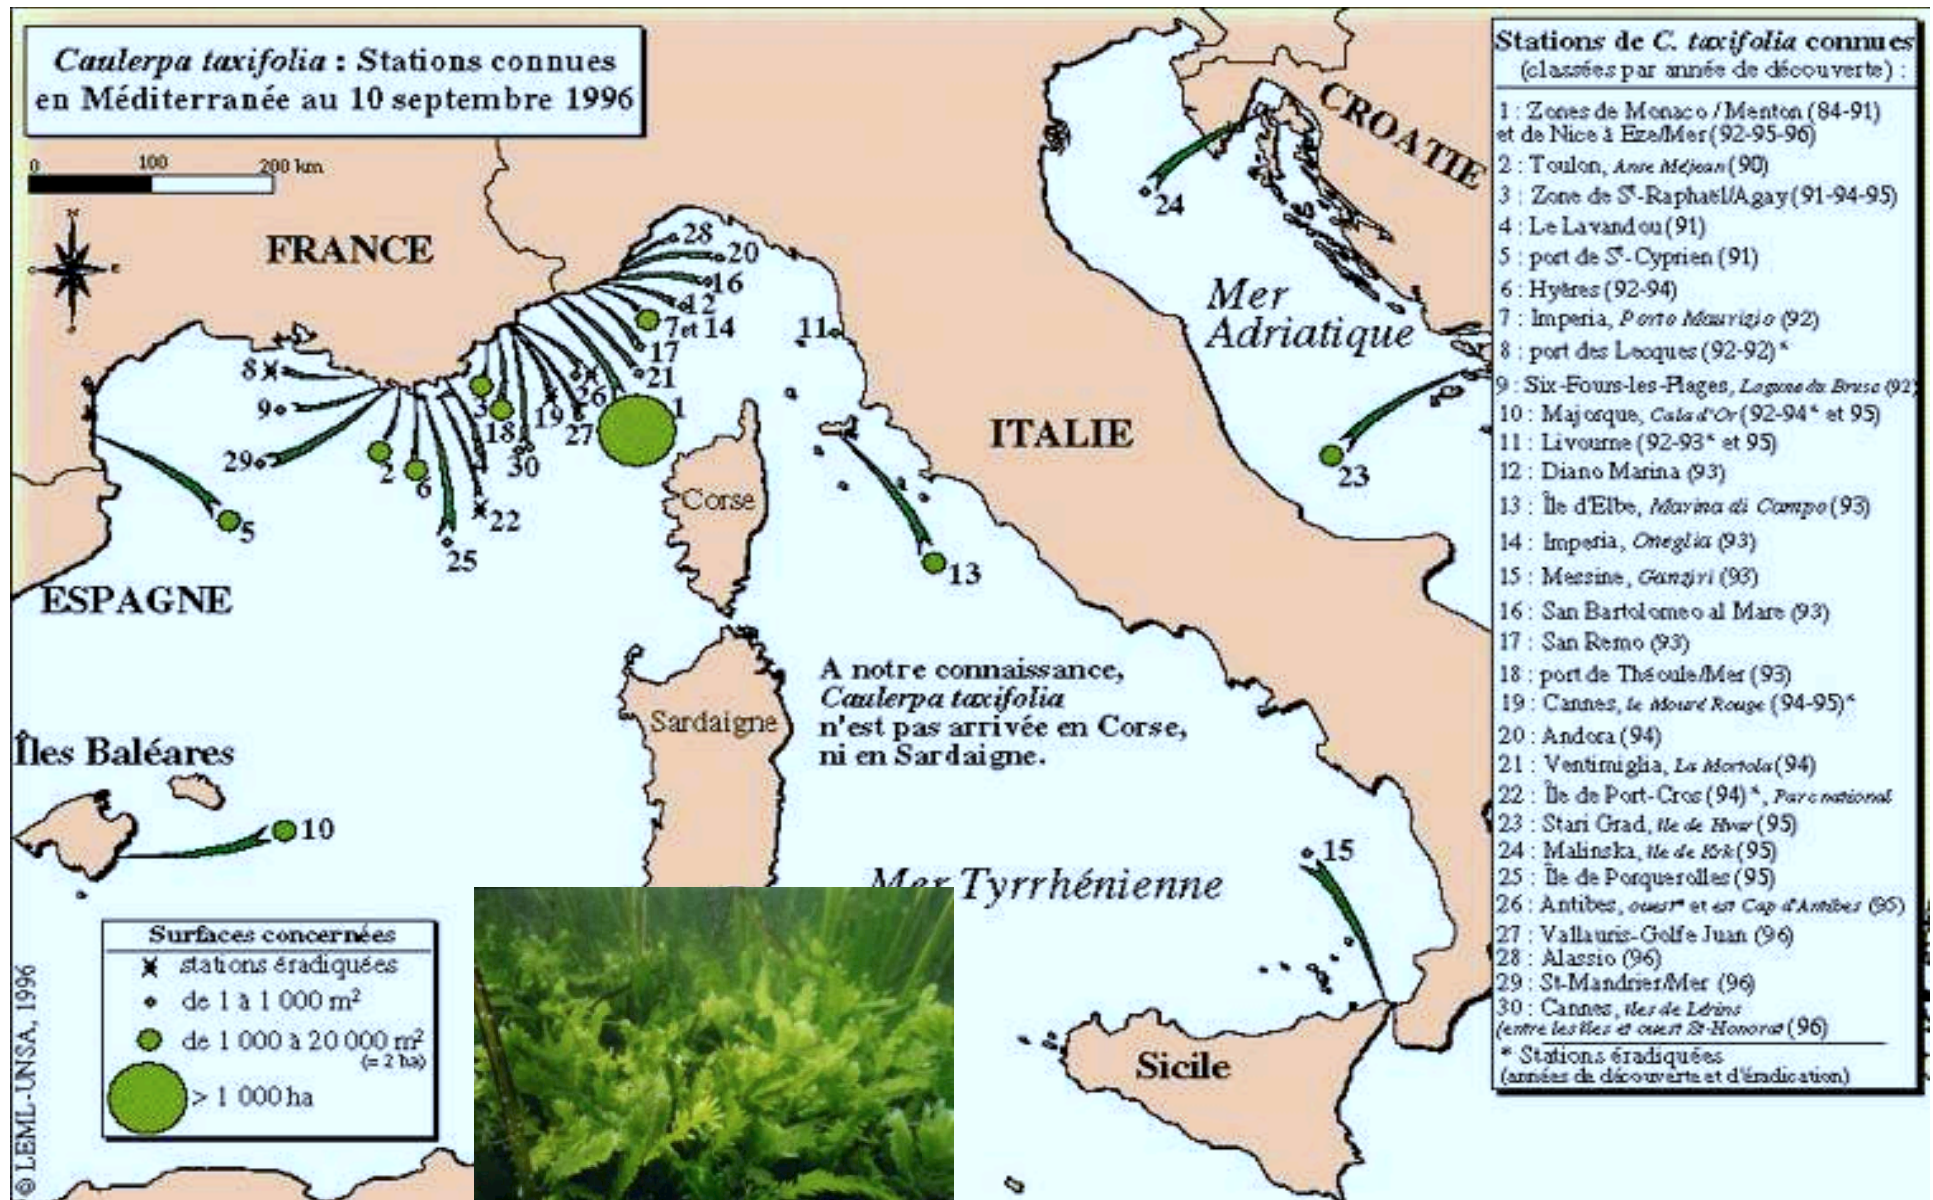 Caulerpa taxifolia : Stations connues
en Méditerranée au 10 septembre 1996
0 100 200 km
N
FRANCE
ESPAGNE
ITALIE
CROATIE
Mer
Adriatique
Corse
Sardaigne
Îles Baléares
Mer Tyrrhénienne
Sicile
A notre connaissance,
Caulerpa taxifolia
n'est pas arrivée en Corse,
ni en Sardaigne.
28
20
16
12
7 et 14
17
21
1
26
27
19
30
18
3
22
25
6
2
29
9
8
5
10
11
13
15
23
24
Surfaces concernées
stations éradiquées
de 1 à 1 000 m²
de 1 000 à 20 000 m²
(= 2 ha)
> 1 000 ha
© LEML-UNSA, 1996
Stations de C. taxifolia connues
(classées par année de découverte) :
1 : Zones de Monaco / Menton (84-91)
et de Nice à Eze/Mer (92-95-96)
2 : Toulon, Anse Méjean (90)
3 : Zone de St-Raphaël/Agay (91-94-95)
4 : Le Lavandou (91)
5 : port de St-Cyprien (91)
6 : Hyères (92-94)
7 : Imperia, Porto Maurizio (92)
8 : port des Lecques (92-92)*
9 : Six-Fours-les-Plages, Lagune du Brusc (92)
10 : Majorque, Cala d'Or (92-94* et 95)
11 : Livourne (92-93* et 95)
12 : Diano Marina (93)
13 : Île d'Elbe, Marina di Campo (93)
14 : Imperia, Oneglia (93)
15 : Messine, Ganziri (93)
16 : San Bartolomeo al Mare (93)
17 : San Remo (93)
18 : port de Théoule/Mer (93)
19 : Cannes, le Mouré Rouge (94-95)*
20 : Andora (94)
21 : Ventimiglia, La Mortola (94)
22 : Île de Port-Cros (94)*, Parc national
23 : Stari Grad, île de Hvar (95)
24 : Malinska, île de Krk (95)
25 : Île de Porquerolles (95)
26 : Antibes, ouest* et est Cap d'Antibes (95)
27 : Vallauris-Golfe Juan (96)
28 : Alassio (96)
29 : St-Mandrier/Mer (96)
30 : Cannes, îles de Lérins
(entre les îles et ouest St-Honorat (96)
* Stations éradiquées
(années de découverte et d'éradication)